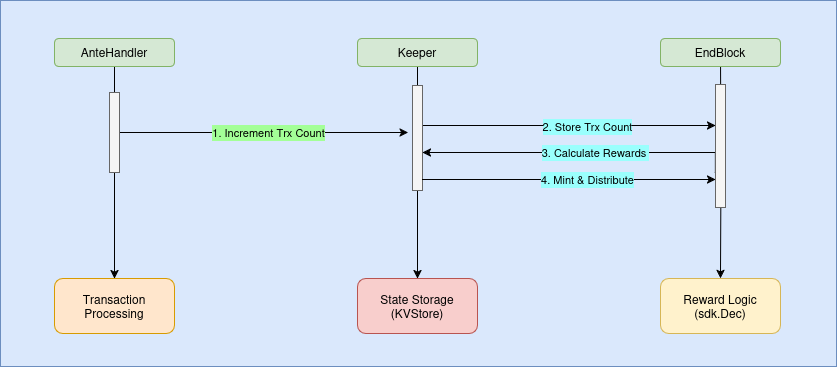 AnteHandler
Keeper
EndBlock
1. Increment Trx Count
2. Store Trx Count
3. Calculate Rewards
4. Mint & Distribute
Transaction
Processing
State Storage
(KVStore)
Reward Logic
(sdk.Dec)